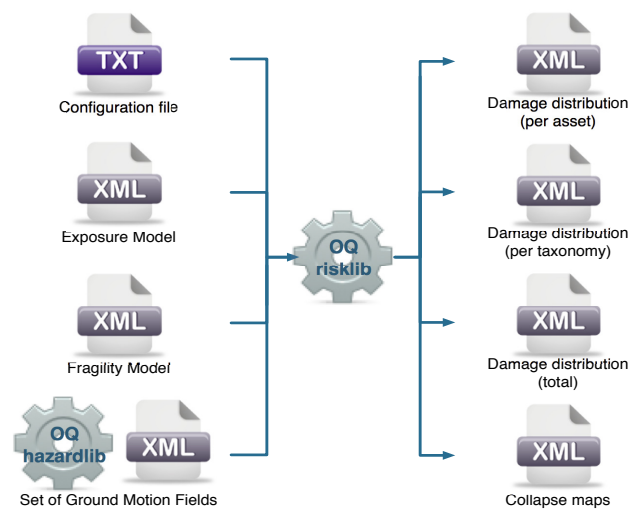 TXT
Configuration file
XML
Exposure Model
XML
Fragility Model
OQ
hazardlib
XML
Set of Ground Motion Fields
OQ
risklib
XML
Damage distribution
(per asset)
XML
Damage distribution
(per taxonomy)
XML
Damage distribution
(total)
XML
Collapse maps